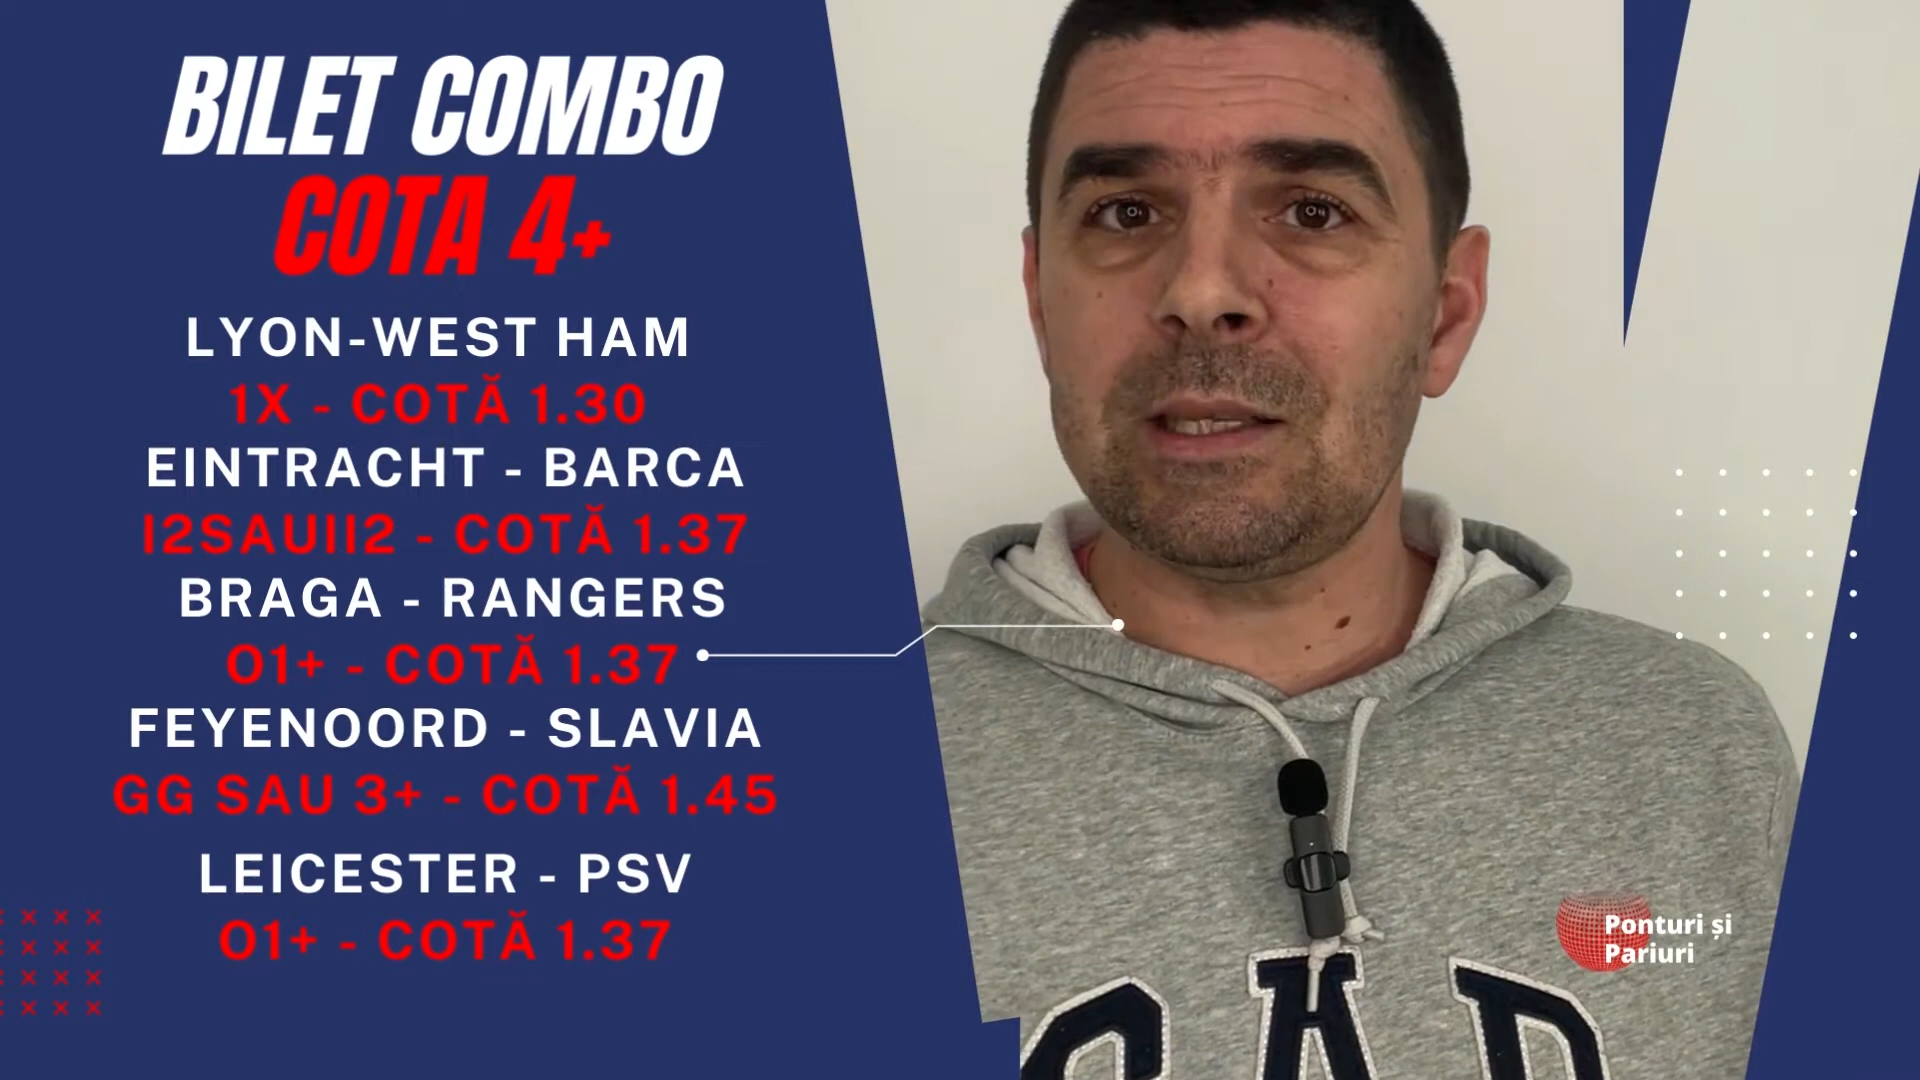 BILET COMBO
COTA 4+
LYON-WEST HAM
1X - COTĂ 1.30
EINTRACHT - BARCA
I2SAUII2 - COTĂ 1.37
BRAGA - RANGERS
O1+ - COTĂ 1.37
FEYENOORD - SLAVIA
GG SAU 3+ - COTĂ 1.45
LEICESTER - PSV
O1+ - COTĂ 1.37
Ponturi și
Pariuri
GAP